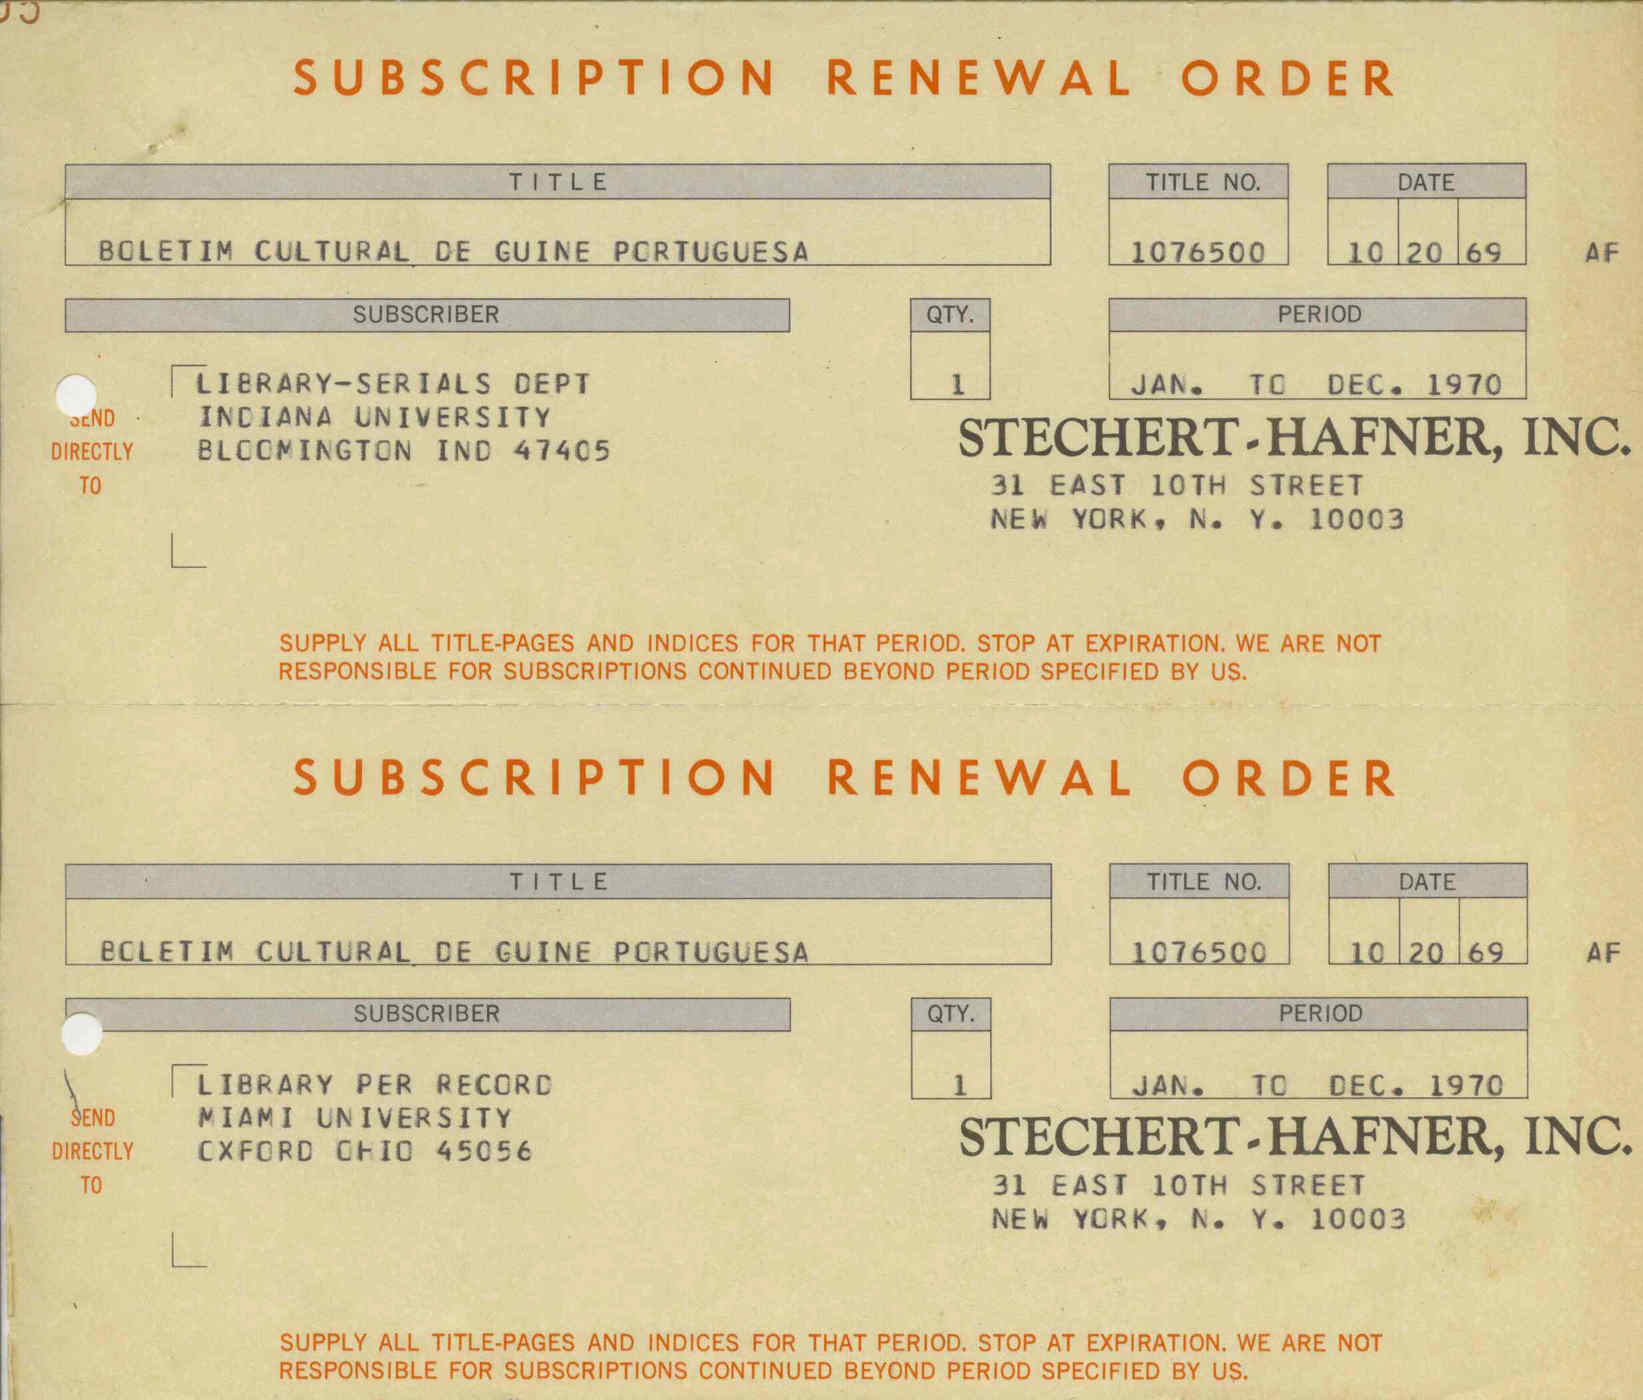 SUBSCRIPTION RENEWAL ORDER
TITLE TITLE NO. DATE
BOLETIM CULTURAL DE GUINE PORTUGUESA 1076500 10 20 69 AF
SUBSCRIBER QTY. PERIOD
LIBRARY-SERIALS DEPT 1 JAN. TO DEC. 1970
SEND INDIANA UNIVERSITY STECHERT-HAFNER, INC.
DIRECTLY BLOOMINGTON IND 47405
TO 31 EAST 10TH STREET
NEW YORK, N. Y. 10003
SUPPLY ALL TITLE-PAGES AND INDICES FOR THAT PERIOD. STOP AT EXPIRATION. WE ARE NOT
RESPONSIBLE FOR SUBSCRIPTIONS CONTINUED BEYOND PERIOD SPECIFIED BY US.
SUBSCRIPTION RENEWAL ORDER
TITLE TITLE NO. DATE
BOLETIM CULTURAL DE GUINE PORTUGUESA 1076500 10 20 69 AF
SUBSCRIBER QTY. PERIOD
LIBRARY PER RECORD 1 JAN. TO DEC. 1970
SEND MIAMI UNIVERSITY STECHERT-HAFNER, INC.
DIRECTLY OXFORD OHIO 45056
TO 31 EAST 10TH STREET
NEW YORK, N. Y. 10003
SUPPLY ALL TITLE-PAGES AND INDICES FOR THAT PERIOD. STOP AT EXPIRATION. WE ARE NOT
RESPONSIBLE FOR SUBSCRIPTIONS CONTINUED BEYOND PERIOD SPECIFIED BY US.